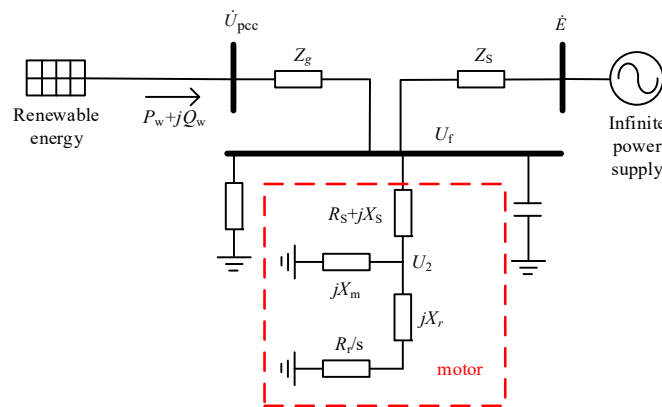 U̇pcc
Ė
Zg
ZS
Renewable
energy
Pw+jQw
Uf
Infinite
power
supply
RS+jXS
U2
jXm
jXr
Rr/s
motor